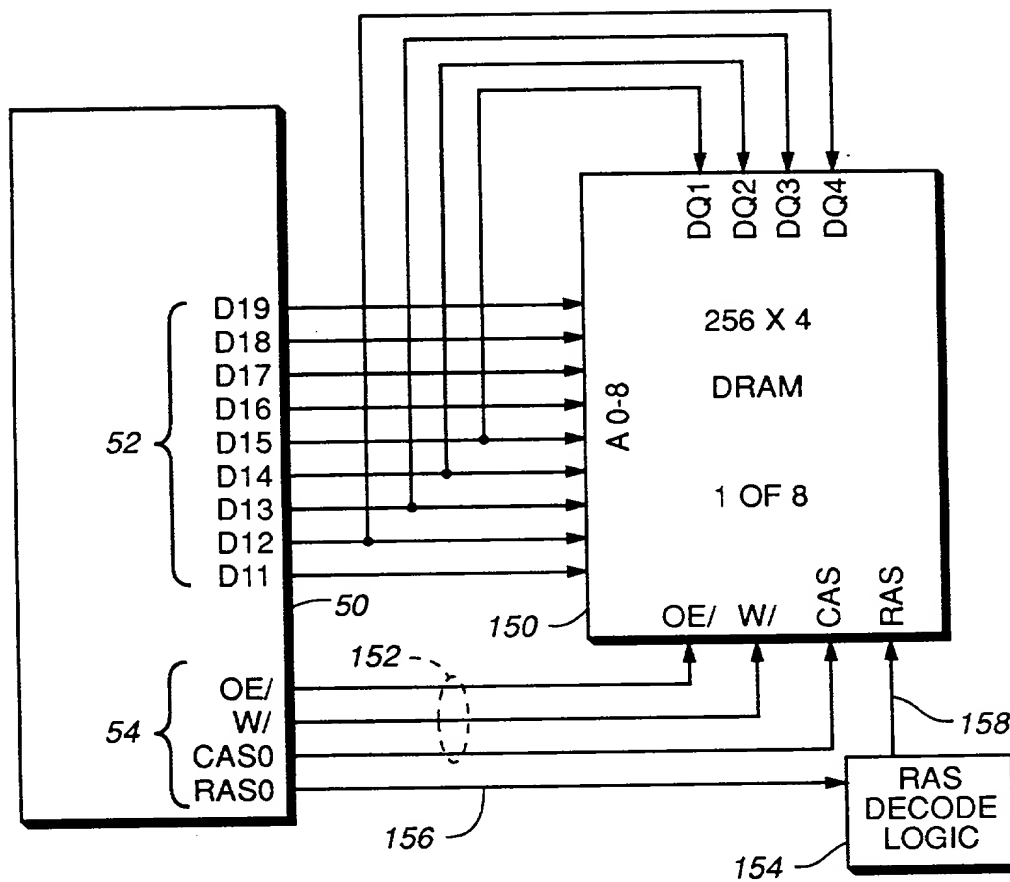 DQ1
DQ2
DQ3
DQ4
D19
D18
D17
D16
D15
D14
D13
D12
D11
52
A 0-8
256 X 4
DRAM
1 OF 8
50
150
OE/
W/
CAS
RAS
152
54
OE/
W/
CAS0
RAS0
156
158
RAS
DECODE
LOGIC
154